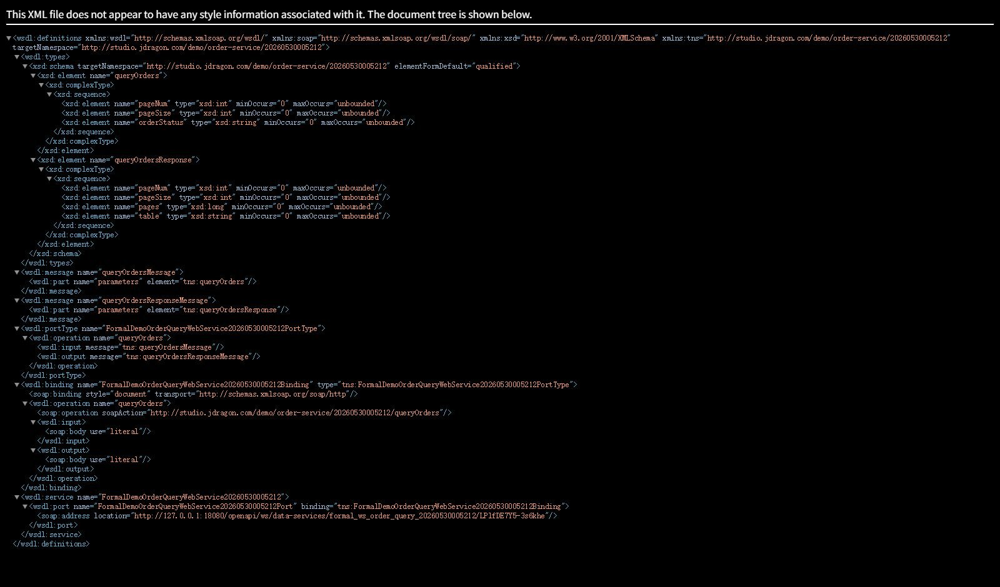 This XML file does not appear to have any style information associated with it. The document tree is shown below.
▼<wsdl:definitions xmlns:wsdl="http://schemas.xmlsoap.org/wsdl/" xmlns:soap="http://schemas.xmlsoap.org/wsdl/soap/" xmlns:xsd="http://www.w3.org/2001/XMLSchema" xmlns:tns="http://studio.jdragon.com/demo/order-service/20260530005212"
targetNamespace="http://studio.jdragon.com/demo/order-service/20260530005212">
▼<wsdl:types>
▼<xsd:schema targetNamespace="http://studio.jdragon.com/demo/order-service/20260530005212" elementFormDefault="qualified">
▼<xsd:element name="queryOrders">
▼<xsd:complexType>
▼<xsd:sequence>
<xsd:element name="pageNum" type="xsd:int" minOccurs="0" maxOccurs="unbounded"/>
<xsd:element name="pageSize" type="xsd:int" minOccurs="0" maxOccurs="unbounded"/>
<xsd:element name="orderStatus" type="xsd:string" minOccurs="0" maxOccurs="unbounded"/>
</xsd:sequence>
</xsd:complexType>
</xsd:element>
▼<xsd:element name="queryOrdersResponse">
▼<xsd:complexType>
▼<xsd:sequence>
<xsd:element name="pageNum" type="xsd:int" minOccurs="0" maxOccurs="unbounded"/>
<xsd:element name="pageSize" type="xsd:int" minOccurs="0" maxOccurs="unbounded"/>
<xsd:element name="pages" type="xsd:long" minOccurs="0" maxOccurs="unbounded"/>
<xsd:element name="table" type="xsd:string" minOccurs="0" maxOccurs="unbounded"/>
</xsd:sequence>
</xsd:complexType>
</xsd:element>
</xsd:schema>
</wsdl:types>
▼<wsdl:message name="queryOrdersMessage">
<wsdl:part name="parameters" element="tns:queryOrders"/>
</wsdl:message>
▼<wsdl:message name="queryOrdersResponseMessage">
<wsdl:part name="parameters" element="tns:queryOrdersResponse"/>
</wsdl:message>
▼<wsdl:portType name="FormalDemoOrderQueryWebService20260530005212PortType">
▼<wsdl:operation name="queryOrders">
<wsdl:input message="tns:queryOrdersMessage"/>
<wsdl:output message="tns:queryOrdersResponseMessage"/>
</wsdl:operation>
</wsdl:portType>
▼<wsdl:binding name="FormalDemoOrderQueryWebService20260530005212Binding" type="tns:FormalDemoOrderQueryWebService20260530005212PortType">
<soap:binding style="document" transport="http://schemas.xmlsoap.org/soap/http"/>
▼<wsdl:operation name="queryOrders">
<soap:operation soapAction="http://studio.jdragon.com/demo/order-service/20260530005212/queryOrders"/>
▼<wsdl:input>
<soap:body use="literal"/>
</wsdl:input>
▼<wsdl:output>
<soap:body use="literal"/>
</wsdl:output>
</wsdl:operation>
</wsdl:binding>
▼<wsdl:service name="FormalDemoOrderQueryWebService20260530005212">
▼<wsdl:port name="FormalDemoOrderQueryWebService20260530005212Port" binding="tns:FormalDemoOrderQueryWebService20260530005212Binding">
<soap:address location="http://127.0.0.1:18080/openapi/ws/data-services/formal_ws_order_query_20260530005212/LPlfDE7Y5-3s6khe"/>
</wsdl:port>
</wsdl:service>
</wsdl:definitions>